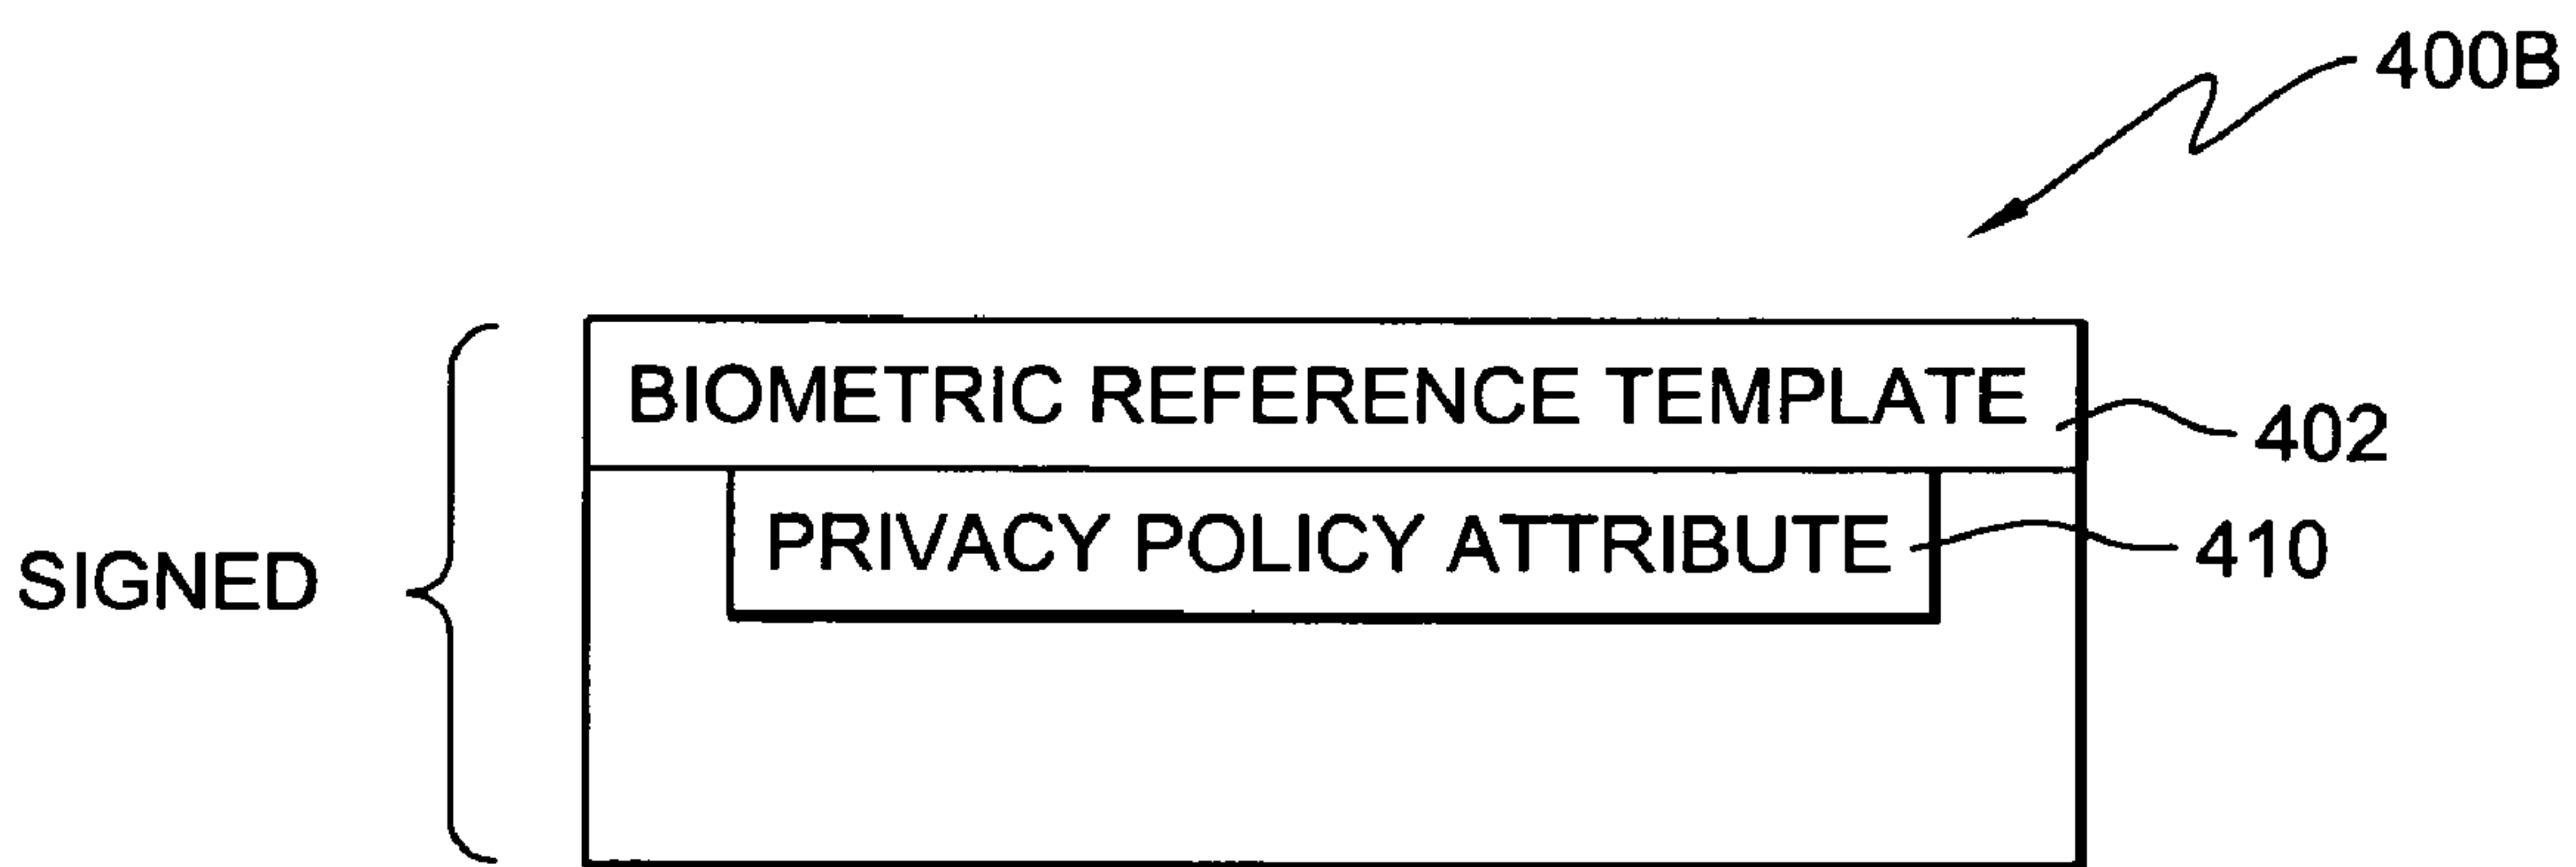 400B
BIOMETRIC REFERENCE TEMPLATE
402
PRIVACY POLICY ATTRIBUTE
410
SIGNED